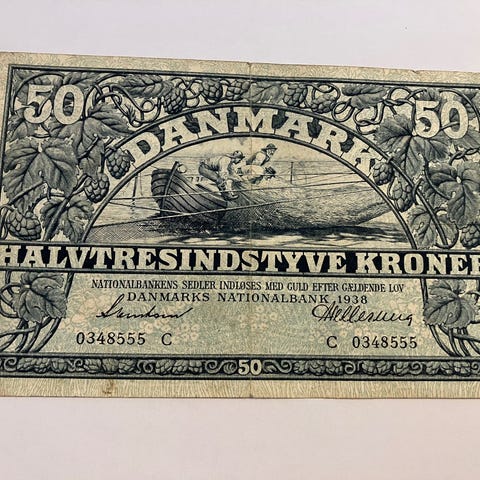 50 50
DANMARK
HALVTRESINDSTYVE KRONER
NATIONALBANKENS SEDLER INDLØSES MED GULD EFTER GÆLDENDE LOV
DANMARKS NATIONALBANK, 1938
0348555 C C 0348555
50